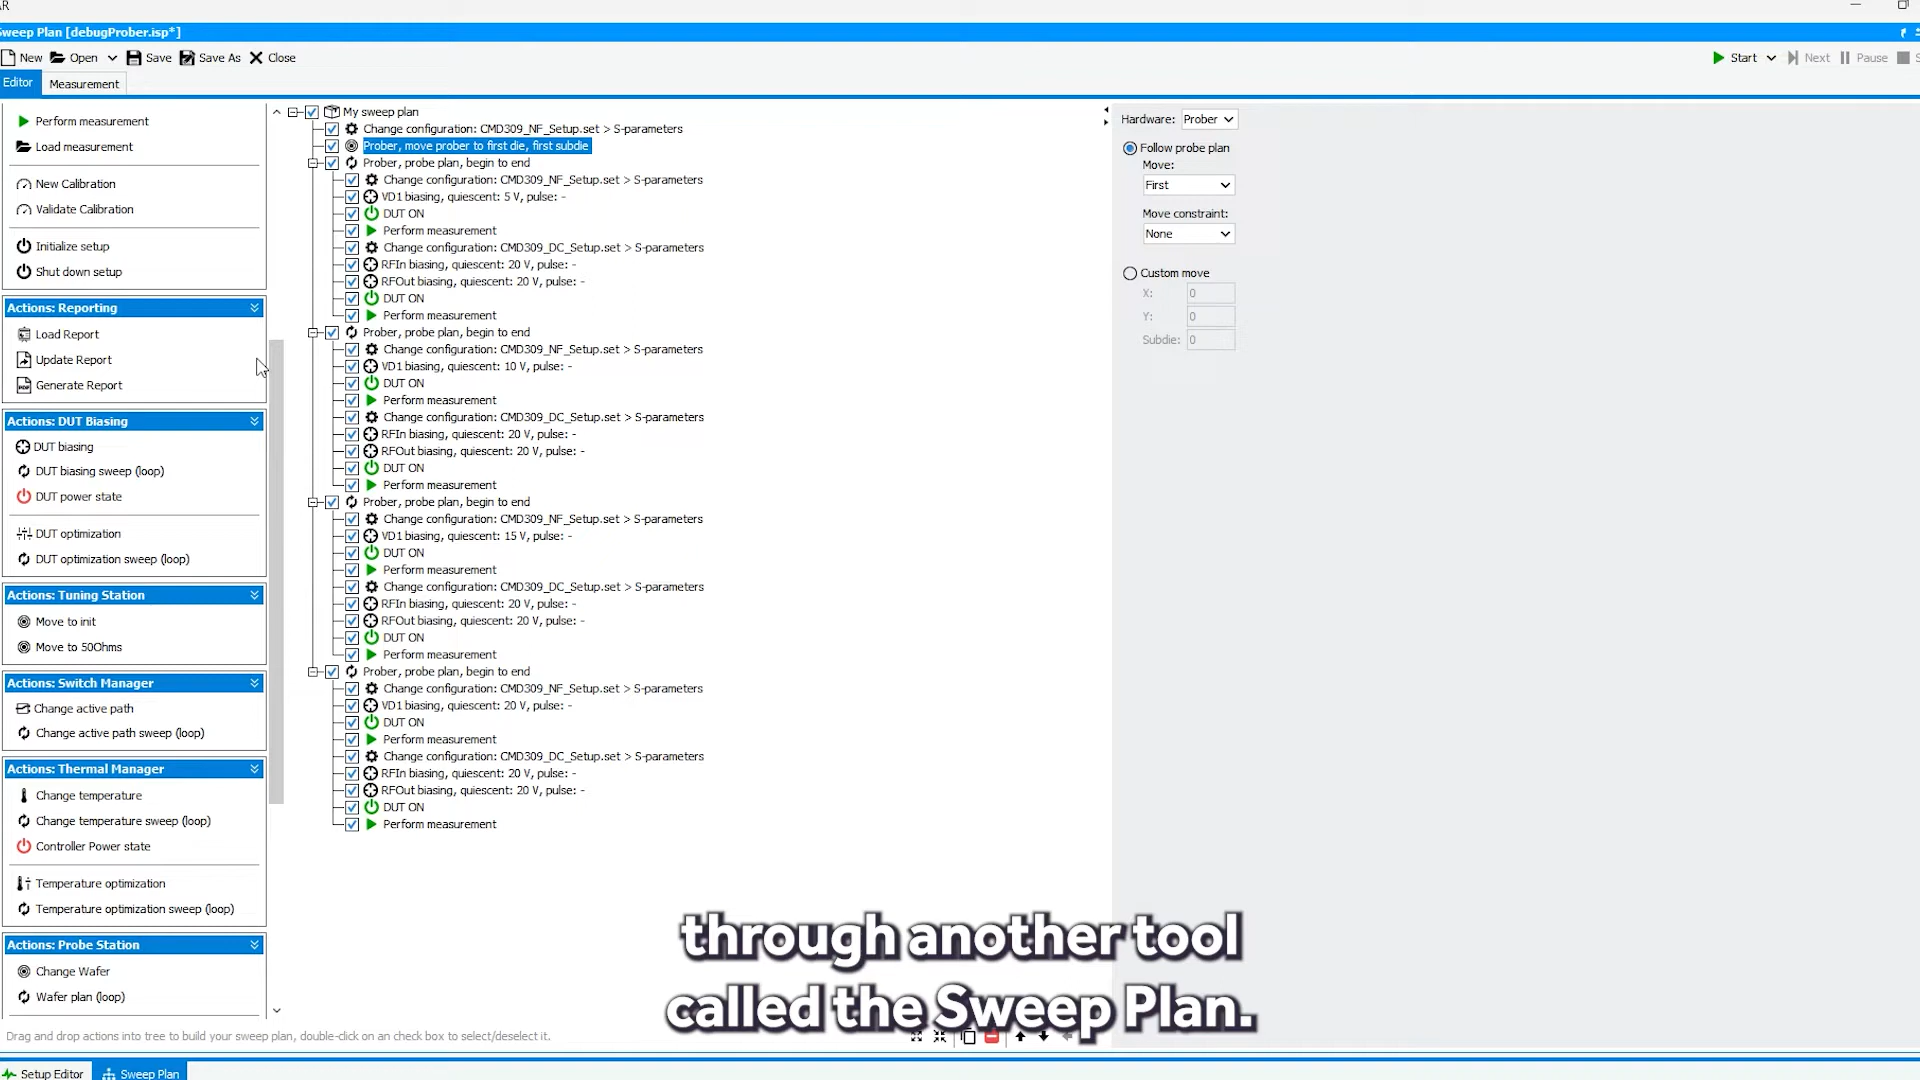 AR
Sweep Plan [debugProber.isp*]
New Open Save Save As Close
Start Next Pause S
Editor Measurement
Perform measurement
Load measurement
New Calibration
Validate Calibration
Initialize setup
Shut down setup
Actions: Reporting
Load Report
Update Report
Generate Report
Actions: DUT Biasing
DUT biasing
DUT biasing sweep (loop)
DUT power state
DUT optimization
DUT optimization sweep (loop)
Actions: Tuning Station
Move to init
Move to 50Ohms
Actions: Switch Manager
Change active path
Change active path sweep (loop)
Actions: Thermal Manager
Change temperature
Change temperature sweep (loop)
Controller Power state
Temperature optimization
Temperature optimization sweep (loop)
Actions: Probe Station
Change Wafer
Wafer plan (loop)
My sweep plan
Change configuration: CMD309_NF_Setup.set > S-parameters
Prober, move prober to first die, first subdie
Prober, probe plan, begin to end
Change configuration: CMD309_NF_Setup.set > S-parameters
VD1 biasing, quiescent: 5 V, pulse: -
DUT ON
Perform measurement
Change configuration: CMD309_DC_Setup.set > S-parameters
RFIn biasing, quiescent: 20 V, pulse: -
RFOut biasing, quiescent: 20 V, pulse: -
DUT ON
Perform measurement
Prober, probe plan, begin to end
Change configuration: CMD309_NF_Setup.set > S-parameters
VD1 biasing, quiescent: 10 V, pulse: -
DUT ON
Perform measurement
Change configuration: CMD309_DC_Setup.set > S-parameters
RFIn biasing, quiescent: 20 V, pulse: -
RFOut biasing, quiescent: 20 V, pulse: -
DUT ON
Perform measurement
Prober, probe plan, begin to end
Change configuration: CMD309_NF_Setup.set > S-parameters
VD1 biasing, quiescent: 15 V, pulse: -
DUT ON
Perform measurement
Change configuration: CMD309_DC_Setup.set > S-parameters
RFIn biasing, quiescent: 20 V, pulse: -
RFOut biasing, quiescent: 20 V, pulse: -
DUT ON
Perform measurement
Prober, probe plan, begin to end
Change configuration: CMD309_NF_Setup.set > S-parameters
VD1 biasing, quiescent: 20 V, pulse: -
DUT ON
Perform measurement
Change configuration: CMD309_DC_Setup.set > S-parameters
RFIn biasing, quiescent: 20 V, pulse: -
RFOut biasing, quiescent: 20 V, pulse: -
DUT ON
Perform measurement
Hardware: Prober
Follow probe plan
Move:
First
Move constraint:
None
Custom move
X: 0
Y: 0
Subdie: 0
through another tool
called the Sweep Plan.
Drag and drop actions into tree to build your sweep plan, double-click on an check box to select/deselect it.
Setup Editor Sweep Plan